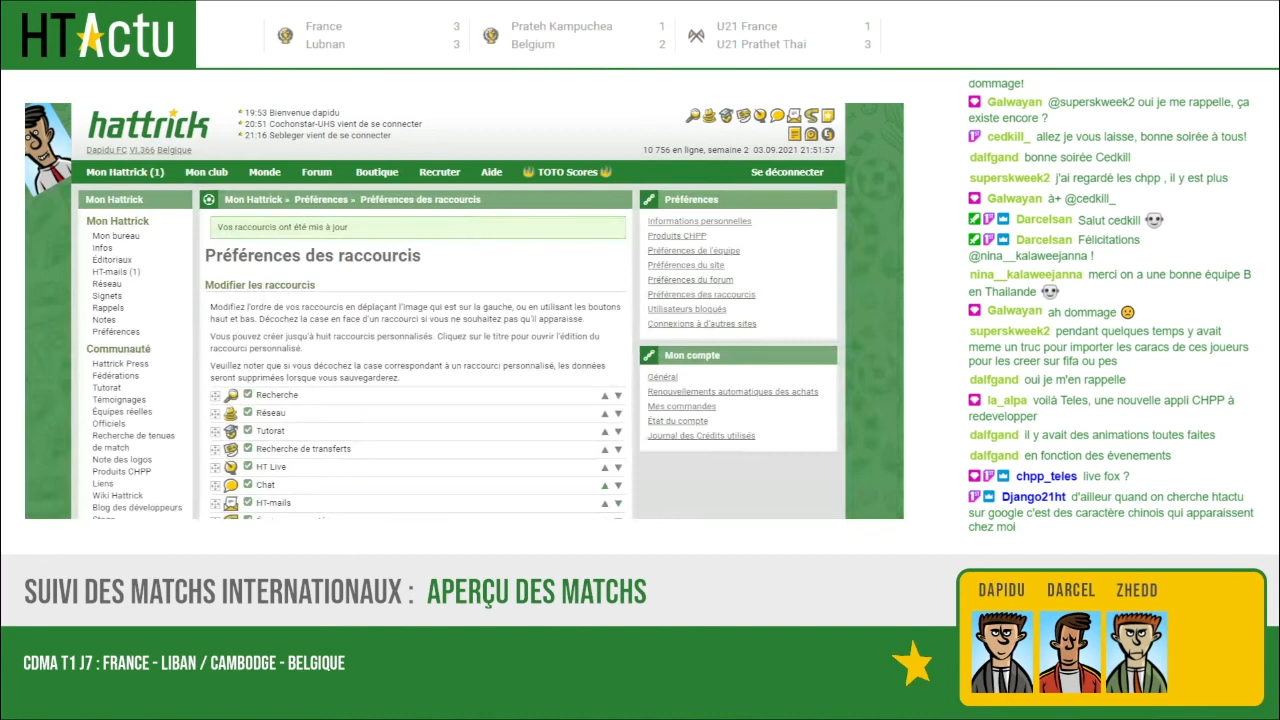 HTActu
France 3
Lubnan 3
Prateh Kampuchea 1
Belgium 2
U21 France 1
U21 Prathet Thai 3
hattrick
Dapidu FC VI.366 Belgique
19:53 Bienvenue dapidu
20:51 Cochonstar-UHS vient de se connecter
21:16 Sebleger vient de se connecter
10 756 en ligne, semaine 2 03.09.2021 21:51:57
Mon Hattrick (1) Mon club Monde Forum Boutique Recruter Aide TOTO Scores Se déconnecter
Mon Hattrick
Mon Hattrick
Mon bureau
Infos
Éditoriaux
HT-mails (1)
Réseau
Signets
Rappels
Notes
Préférences
Communauté
Hattrick Press
Fédérations
Tutorat
Témoignages
Équipes réelles
Officiels
Recherche de tenues
de match
Note des logos
Produits CHPP
Liens
Wiki Hattrick
Blog des développeurs
Mon Hattrick » Préférences » Préférences des raccourcis
Vos raccourcis ont été mis à jour
Préférences des raccourcis
Modifier les raccourcis
Modifiez l'ordre de vos raccourcis en déplaçant l'image qui est sur la gauche, ou en utilisant les boutons
haut et bas. Décochez la case en face d'un raccourci si vous ne souhaitez pas qu'il apparaisse.
Vous pouvez créer jusqu'à huit raccourcis personnalisés. Cliquez sur le titre pour ouvrir l'édition du
raccourci personnalisé.
Veuillez noter que si vous décochez la case correspondant à un raccourci personnalisé, les données
seront supprimées lorsque vous sauvegarderez.
Recherche
Réseau
Tutorat
Recherche de transferts
HT Live
Chat
HT-mails
Préférences
Informations personnelles
Produits CHPP
Préférences de l'équipe
Préférences du site
Préférences du forum
Préférences des raccourcis
Utilisateurs bloqués
Connexions à d'autres sites
Mon compte
Général
Renouvellements automatiques des achats
Mes commandes
État du compte
Journal des Crédits utilisés
dommage!
Galwayan @superskweek2 oui je me rappelle, ça
existe encore ?
cedkill_ allez je vous laisse, bonne soirée à tous!
dalfgand bonne soirée Cedkill
superskweek2 j'ai regardé les chpp , il y est plus
Galwayan à+ @cedkill_
Darcelsan Salut cedkill
Darcelsan Félicitations
@nina__kalaweejanna !
nina__kalaweejanna merci on a une bonne équipe B
en Thailande
Galwayan ah dommage
superskweek2 pendant quelques temps y avait
meme un truc pour importer les caracs de ces joueurs
pour les creer sur fifa ou pes
dalfgand oui je m'en rappelle
la_alpa voilà Teles, une nouvelle appli CHPP à
redevelopper
dalfgand il y avait des animations toutes faites
dalfgand en fonction des évenements
chpp_teles live fox ?
Django21ht d'ailleur quand on cherche htactu
sur google c'est des caractère chinois qui apparaissent
chez moi
SUIVI DES MATCHS INTERNATIONAUX : APERÇU DES MATCHS
CDMA T1 J7 : FRANCE - LIBAN / CAMBODGE - BELGIQUE
DAPIDU DARCEL ZHEDD